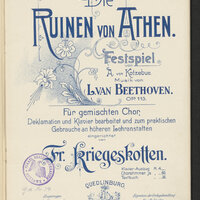 Die
RUINEN VON ATHEN.
Festspiel
A. von Kotzebue
Musik von
L. VAN BEETHOVEN.
OP. 113.
Für gemischten Chor,
Deklamation und Klavier bearbeitet und zum praktischen
Gebrauche an höheren Lehranstalten
eingerichtet
von
Fr. Kriegeskotten.
QUEDLINBURG